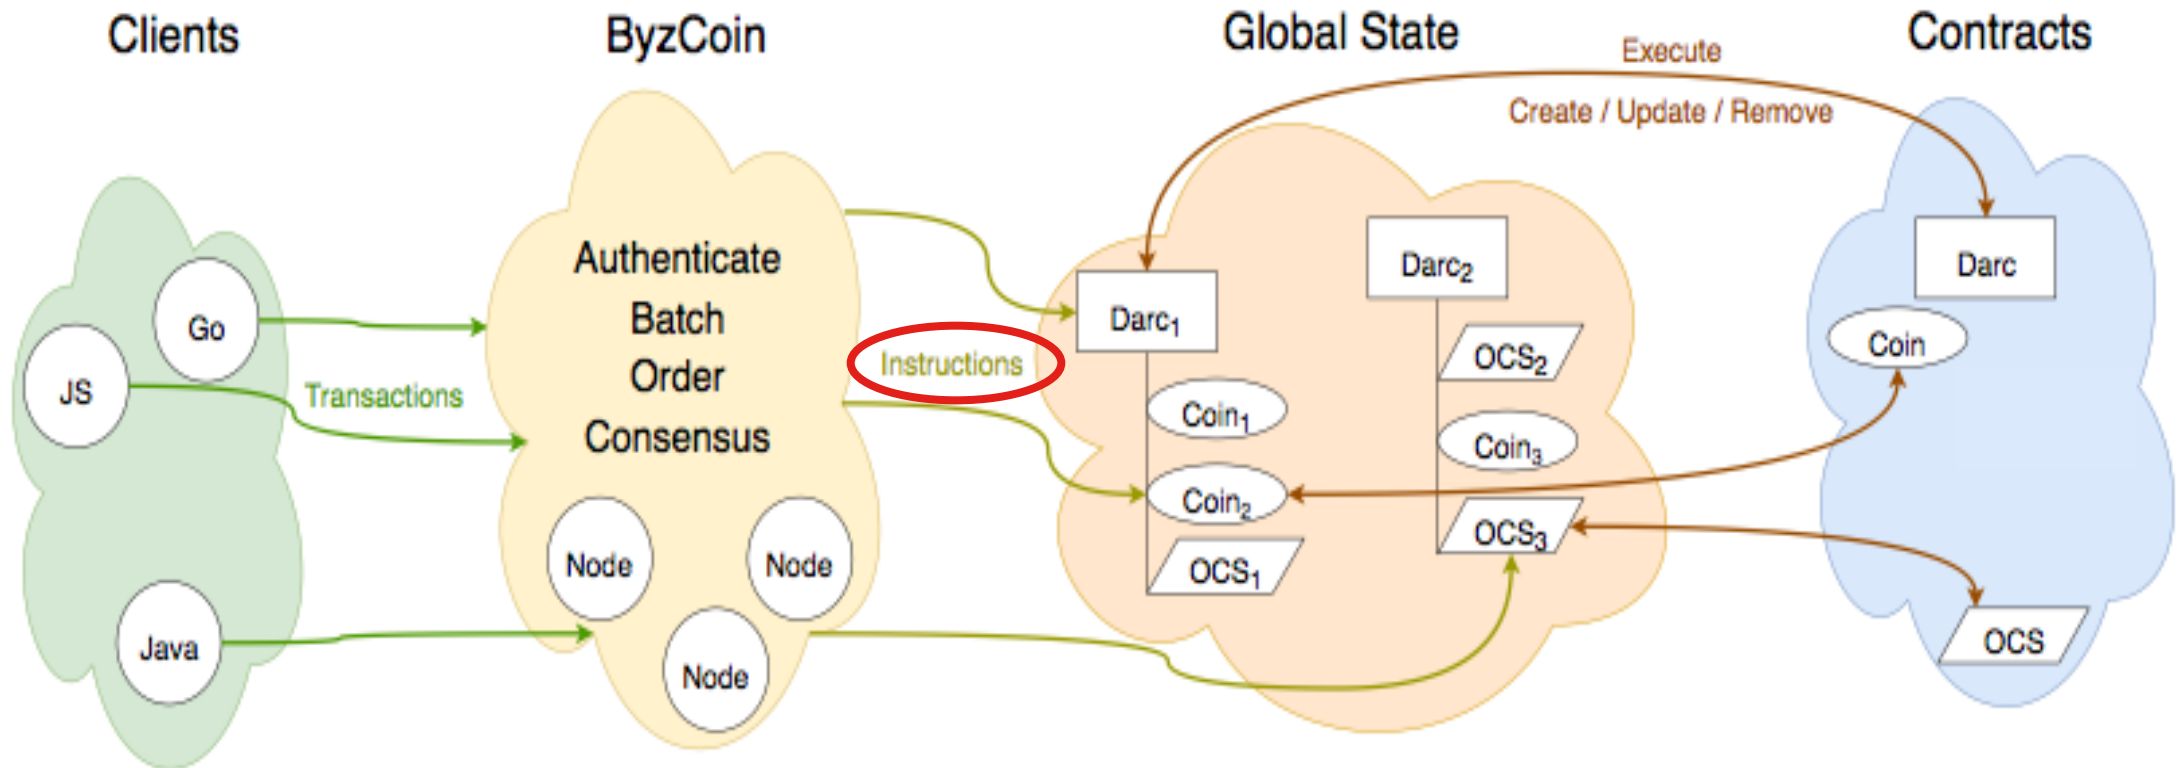 Clients
ByzCoin
Global State
Contracts
Execute
Create / Update / Remove
Go
JS
Java
Transactions
Authenticate
Batch
Order
Consensus
Node
Node
Node
Instructions
Darc1
Coin1
Coin2
OCS1
Darc2
OCS2
Coin3
OCS3
Darc
Coin
OCS